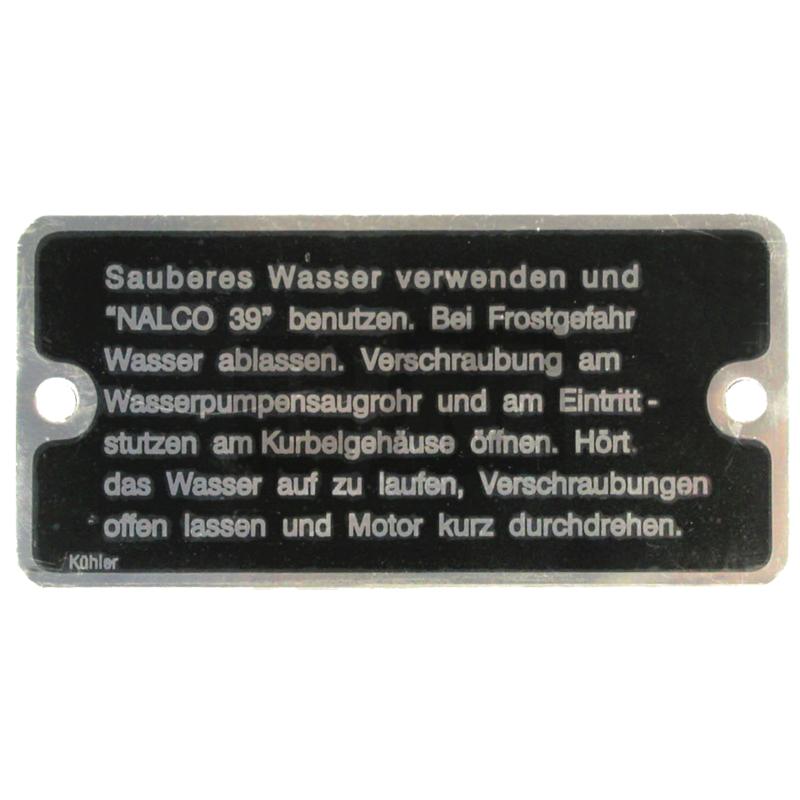 Sauberes Wasser verwenden und
"NALCO 39" benutzen. Bei Frostgefahr
Wasser ablassen. Verschraubung am
Wasserpumpensaugrohr und am Eintritt-
stutzen am Kurbelgehäuse öffnen. Hört
das Wasser auf zu laufen, Verschraubungen
offen lassen und Motor kurz durchdrehen.
Kühler